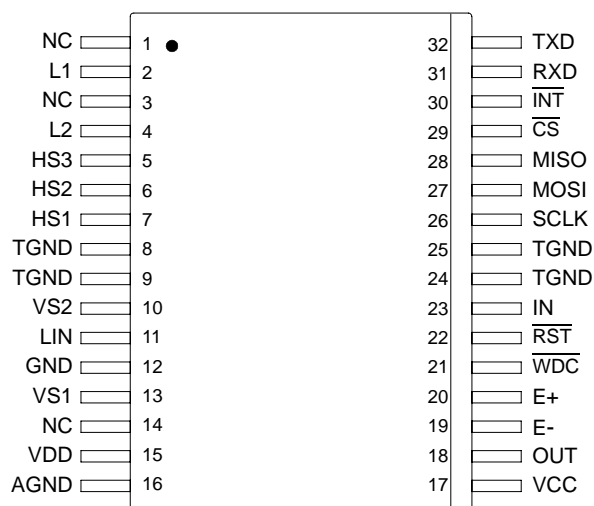 NC 1 32 TXD
L1 2 31 RXD
NC 3 30 INT
L2 4 29 CS
HS3 5 28 MISO
HS2 6 27 MOSI
HS1 7 26 SCLK
TGND 8 25 TGND
TGND 9 24 TGND
VS2 10 23 IN
LIN 11 22 RST
GND 12 21 WDC
VS1 13 20 E+
NC 14 19 E-
VDD 15 18 OUT
AGND 16 17 VCC